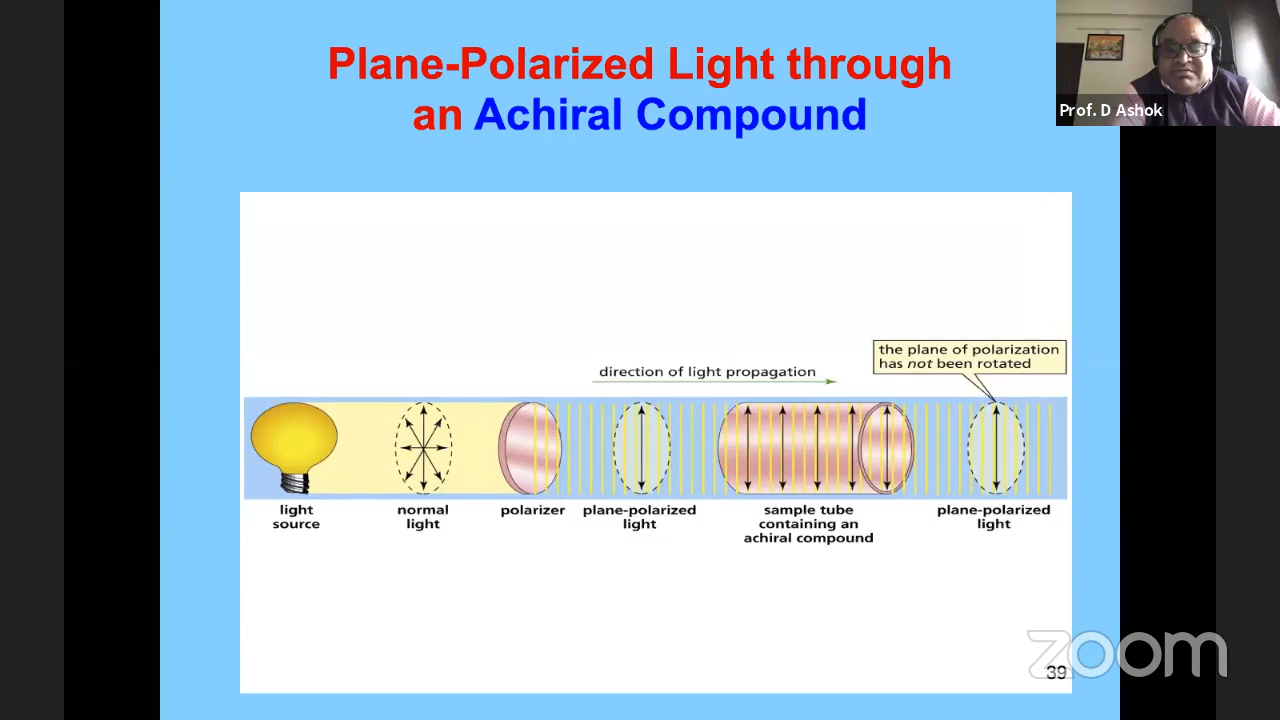 Plane-Polarized Light through
an Achiral Compound
Prof. D Ashok
the plane of polarization
has not been rotated
direction of light propagation
light
source
normal
light
polarizer
plane-polarized
light
sample tube
containing an
achiral compound
plane-polarized
light
zoom
39